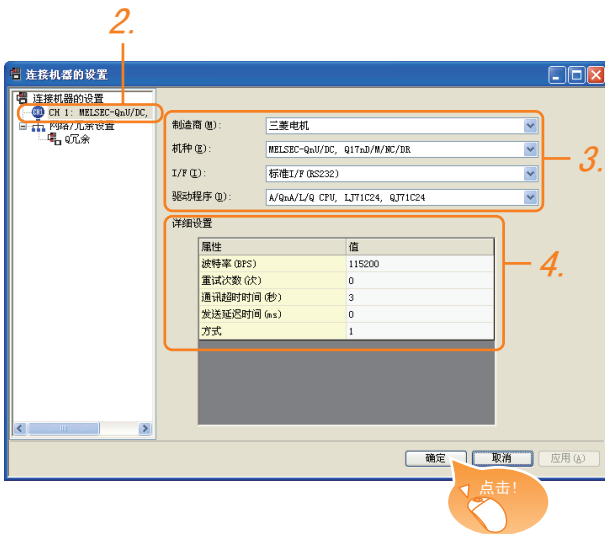 2.
连接机器的设置
连接机器的设置
CH 1: MELSEC-QnU/DC,
网络/冗余设置
Q冗余
制造商(M): 三菱电机
机种(E): MELSEC-QnU/DC, Q17nD/M/NC/DR
I/F(I): 标准I/F(RS232)
驱动程序(D): A/QnA/L/Q CPU, LJ71C24, QJ71C24
3.
详细设置
属性 值
波特率(BPS) 115200
重试次数(次) 0
通讯超时时间(秒) 3
发送延迟时间(ms) 0
方式 1
4.
确定 取消 应用(A)
点击!